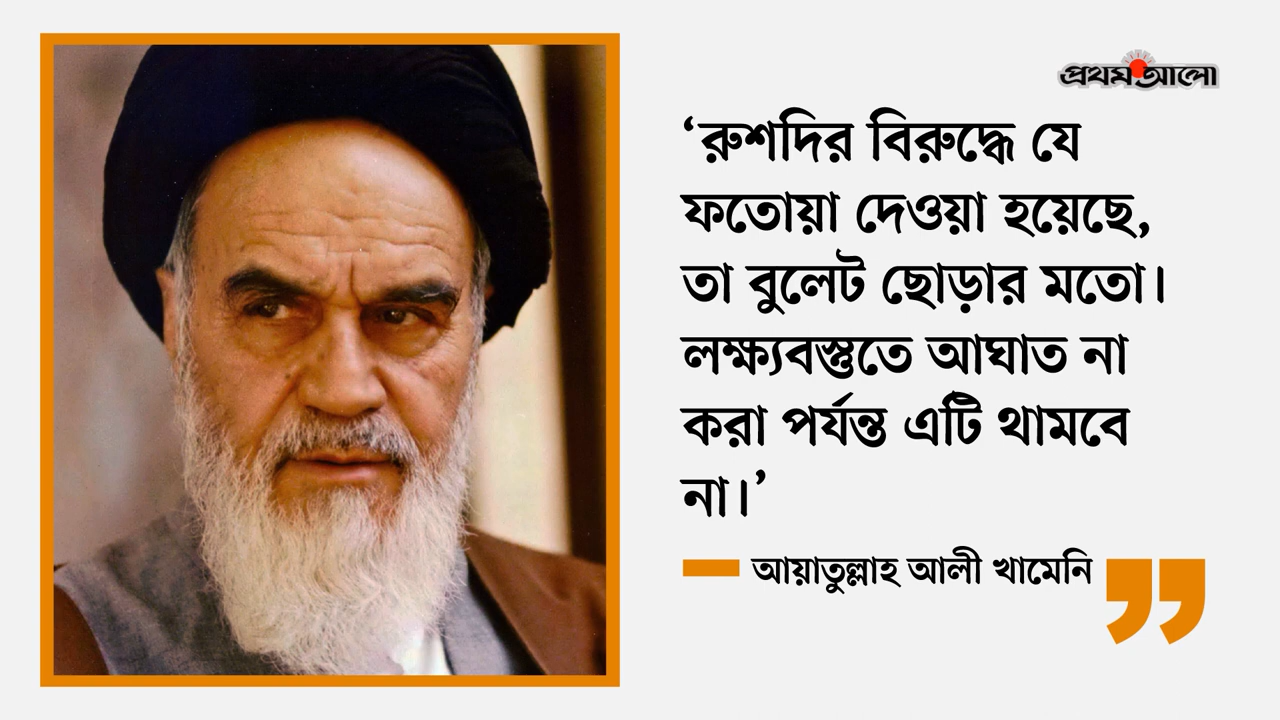 প্রথম আলো
‘রুশদির বিরুদ্ধে যে
ফতোয়া দেওয়া হয়েছে,
তা বুলেট ছোড়ার মতো।
লক্ষ্যবস্তুতে আঘাত না
করা পর্যন্ত এটি থামবে
না।’
আয়াতুল্লাহ আলী খামেনি